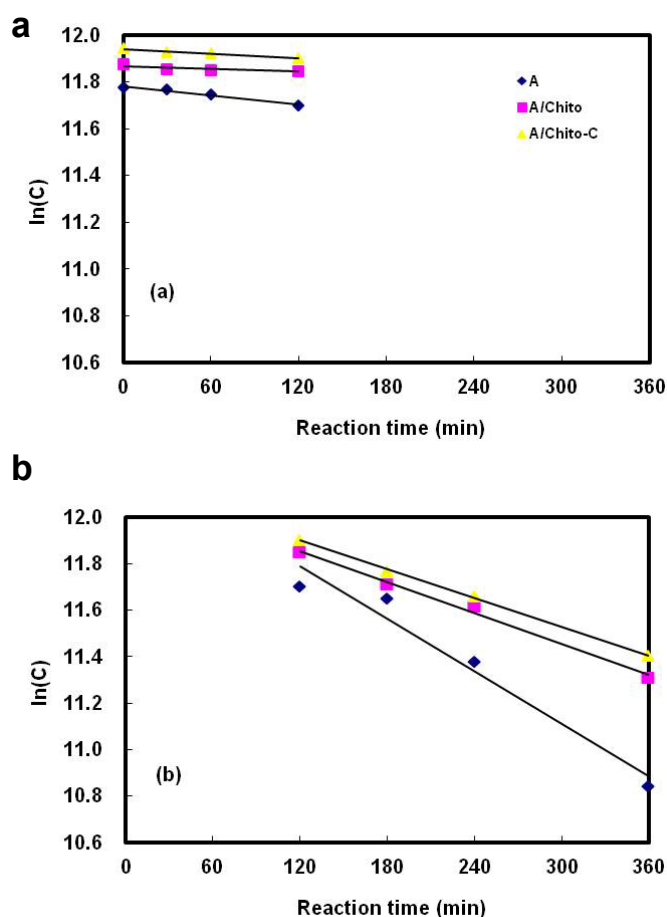 a
12.0
11.8
11.6
11.4
11.2
11.0
10.8
10.6
ln(C)
A
A/Chito
A/Chito-C
(a)
0 60 120 180 240 300 360
Reaction time (min)
b
12.0
11.8
11.6
11.4
11.2
11.0
10.8
10.6
ln(C)
(b)
0 60 120 180 240 300 360
Reaction time (min)